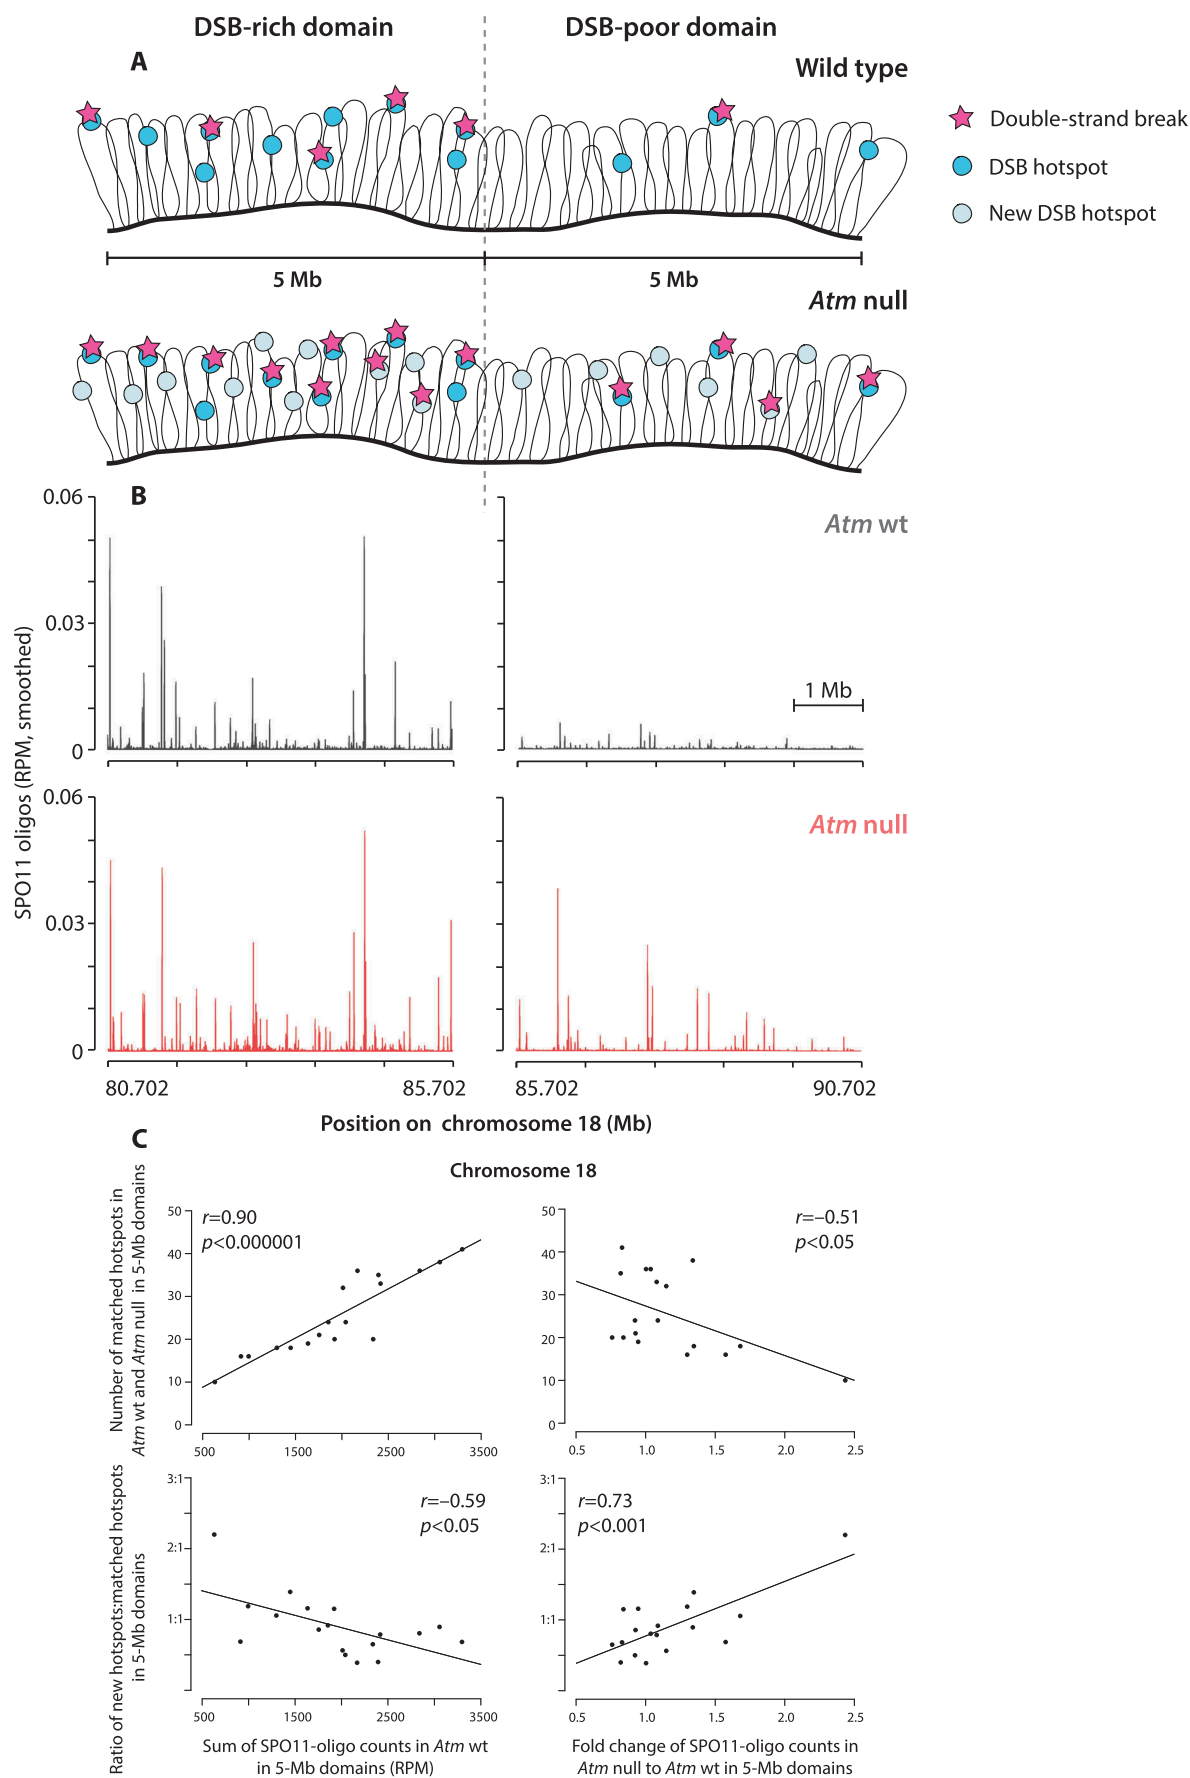 DSB-rich domain
DSB-poor domain
A
Wild type
Double-strand break
DSB hotspot
New DSB hotspot
5 Mb
5 Mb
Atm null
B
Atm wt
0.06
0.03
0
1 Mb
SPO11 oligos (RPM, smoothed)
Atm null
0.06
0.03
0
80.702
85.702
85.702
90.702
Position on chromosome 18 (Mb)
C
Chromosome 18
Number of matched hotspots in
Atm wt and Atm null in 5-Mb domains
50
40
30
20
10
0
r=0.90
p<0.000001
500
1500
2500
3500
50
40
30
20
10
0
r=–0.51
p<0.05
0.5
1.0
1.5
2.0
2.5
Ratio of new hotspots:matched hotspots
in 5-Mb domains
3:1
2:1
1:1
r=–0.59
p<0.05
500
1500
2500
3500
Sum of SPO11-oligo counts in Atm wt
in 5-Mb domains (RPM)
3:1
2:1
1:1
r=0.73
p<0.001
0.5
1.0
1.5
2.0
2.5
Fold change of SPO11-oligo counts in
Atm null to Atm wt in 5-Mb domains